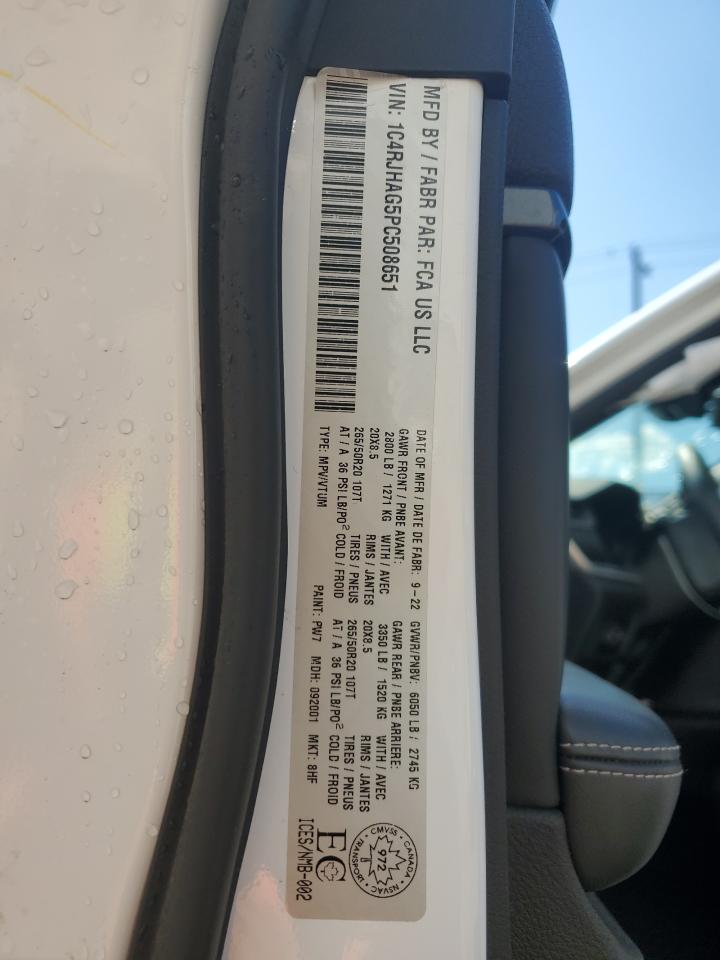 MFD BY / FABR PAR: FCA US LLC
VIN: 1C4RJHAG5PC508651
DATE OF MFR / DATE DE FABR: 9-22 GVWR/PNBV: 6050 LB / 2745 KG
GAWR FRONT / PNBE AVANT: GAWR REAR / PNBE ARRIERE:
2800 LB / 1271 KG WITH / AVEC 3350 LB / 1520 KG WITH / AVEC
20X8.5 RIMS / JANTES 20X8.5 RIMS / JANTES
265/50R20 107T TIRES / PNEUS 265/50R20 107T TIRES / PNEUS
AT / A 36 PSI LB/PO² COLD / FROID AT / A 36 PSI LB/PO² COLD / FROID
TYPE: MPV/VTUM PAINT: PW7 MDH: 092001 MKT: 8HF
CMVSS CANADA NSVAC TRANSPORT
972
EC
ICES/NMB-002